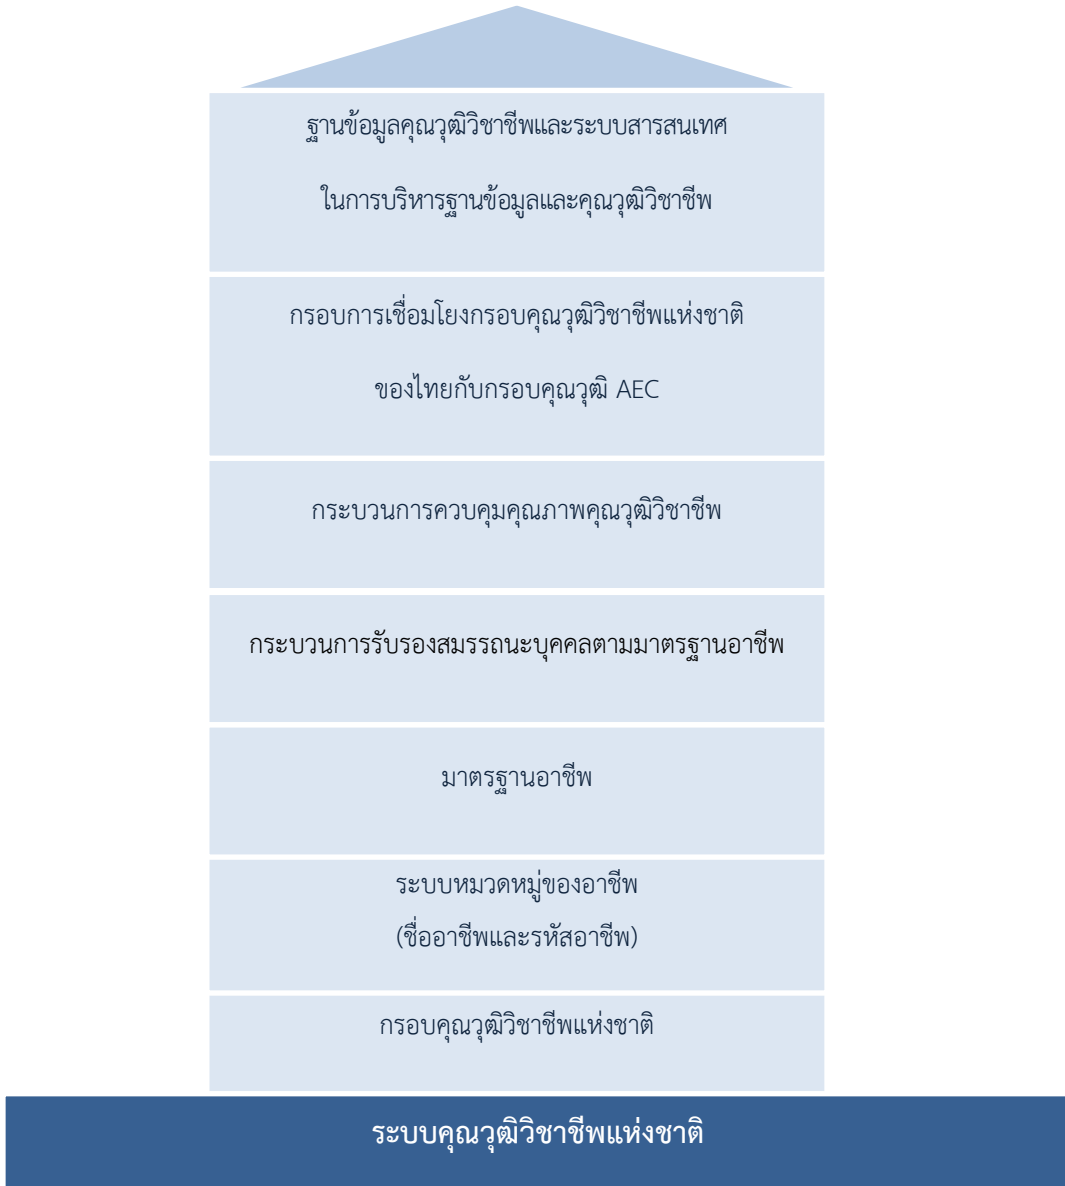 ฐานข้อมูลคุณวุฒิวิชาชีพและระบบสารสนเทศ
ในการบริหารฐานข้อมูลและคุณวุฒิวิชาชีพ
กรอบการเชื่อมโยงกรอบคุณวุฒิวิชาชีพแห่งชาติ
ของไทยกับกรอบคุณวุฒิ AEC
กระบวนการควบคุมคุณภาพคุณวุฒิวิชาชีพ
กระบวนการรับรองสมรรถนะบุคคลตามมาตรฐานอาชีพ
มาตรฐานอาชีพ
ระบบหมวดหมู่ของอาชีพ
(ชื่ออาชีพและรหัสอาชีพ)
กรอบคุณวุฒิวิชาชีพแห่งชาติ
ระบบคุณวุฒิวิชาชีพแห่งชาติ